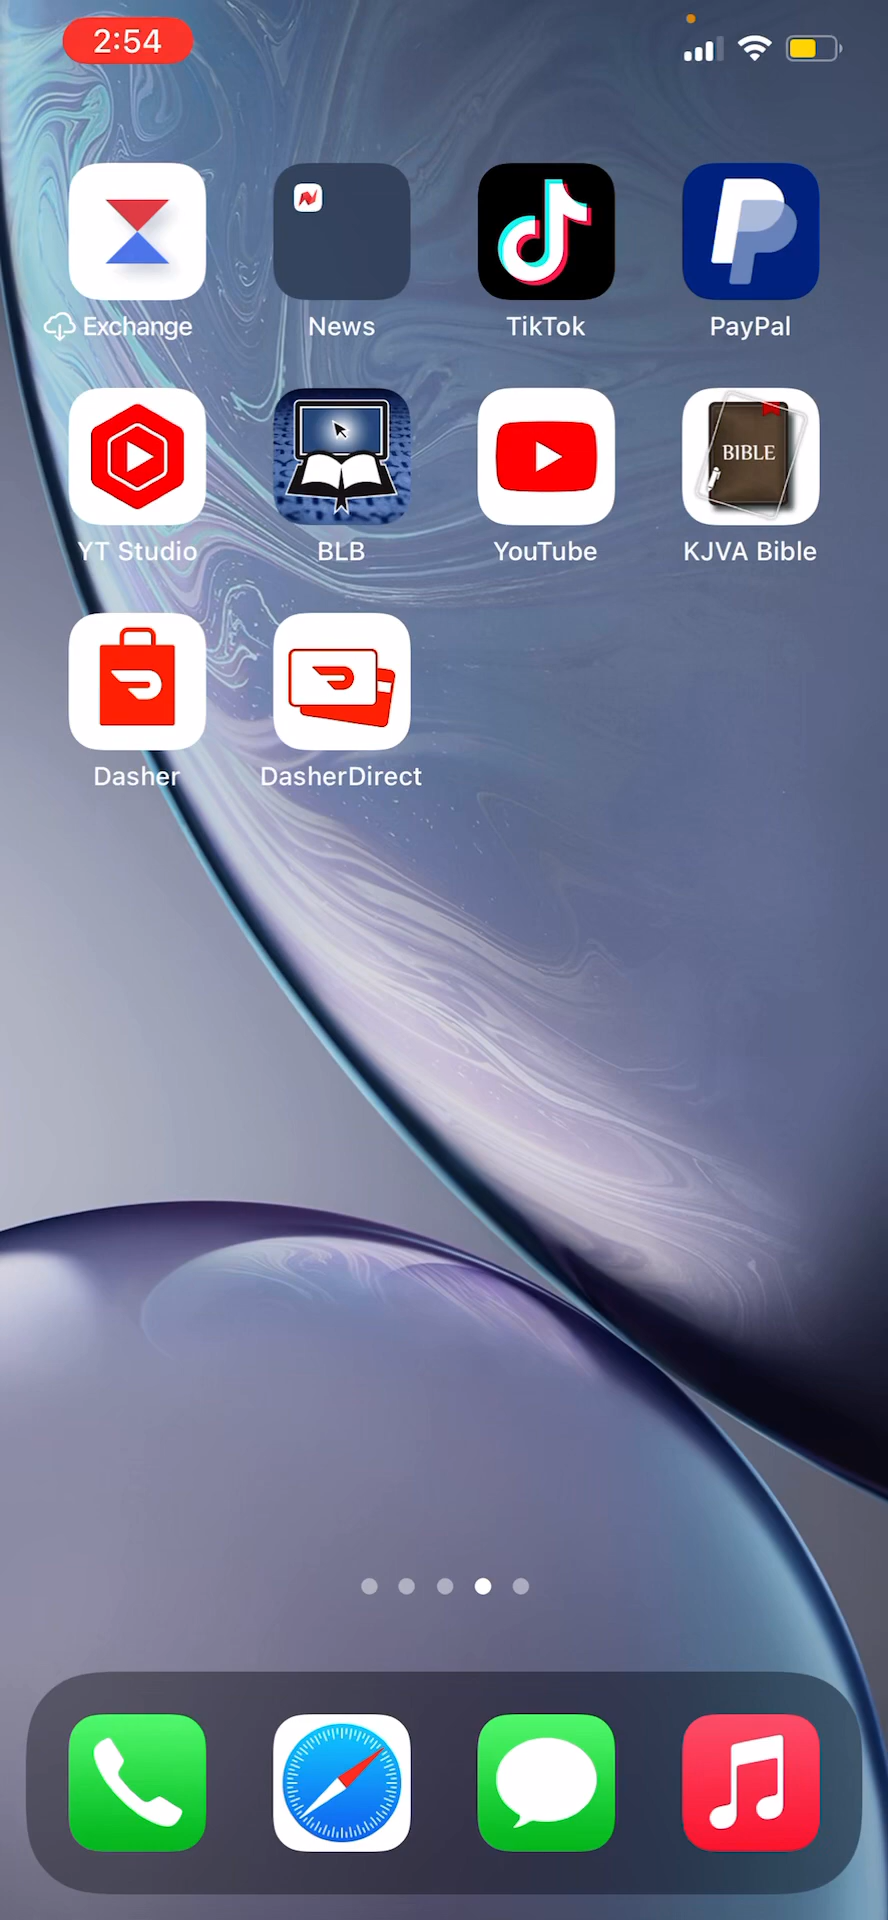 2:54
Exchange
News
TikTok
PayPal
BIBLE
YT Studio
BLB
YouTube
KJVA Bible
Dasher
DasherDirect